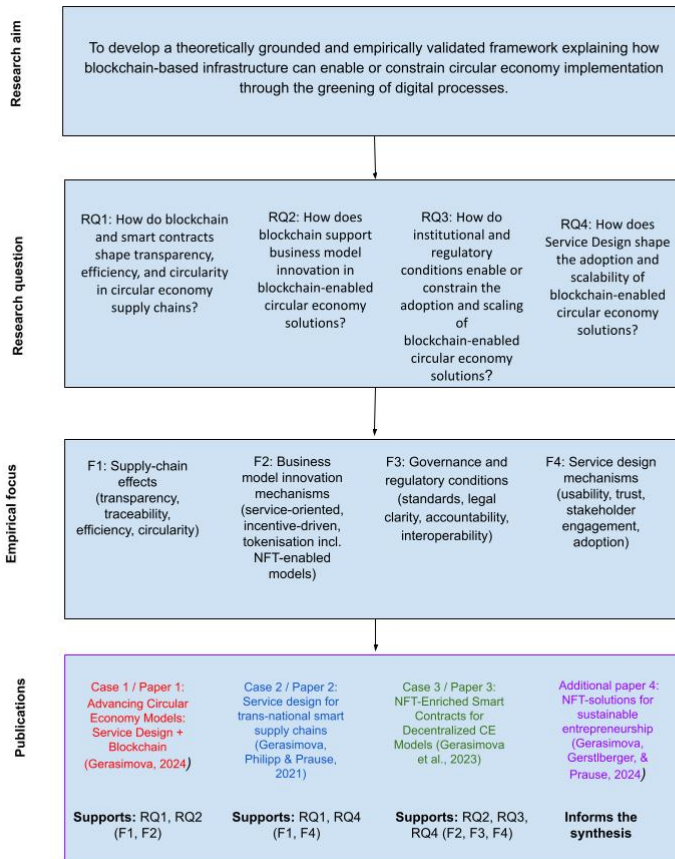 Research aim
To develop a theoretically grounded and empirically validated framework explaining how
blockchain-based infrastructure can enable or constrain circular economy implementation
through the greening of digital processes.
Research question
RQ1: How do blockchain
and smart contracts
shape transparency,
efficiency, and circularity
in circular economy
supply chains?
RQ2: How does
blockchain support
business model
innovation in
blockchain-enabled
circular economy
solutions?
RQ3: How do
institutional and
regulatory
conditions enable or
constrain the
adoption and scaling
of
blockchain-enabled
circular economy
solutions?
RQ4: How does
Service Design shape
the adoption and
scalability of
blockchain-enabled
circular economy
solutions?
Empirical focus
F1: Supply-chain
effects
(transparency,
traceability,
efficiency, circularity)
F2: Business
model innovation
mechanisms
(service-oriented,
incentive-driven,
tokenisation incl.
NFT-enabled
models)
F3: Governance and
regulatory conditions
(standards, legal
clarity, accountability,
interoperability)
F4: Service design
mechanisms
(usability, trust,
stakeholder
engagement,
adoption)
Publications
Case 1 / Paper 1:
Advancing Circular
Economy Models:
Service Design +
Blockchain
(Gerasimova, 2024)
Supports: RQ1, RQ2
(F1, F2)
Case 2 / Paper 2:
Service design for
trans-national smart
supply chains
(Gerasimova,
Philipp & Prause,
2021)
Supports: RQ1, RQ4
(F1, F4)
Case 3 / Paper 3:
NFT-Enriched Smart
Contracts for
Decentralized CE
Models (Gerasimova
et al., 2023)
Supports: RQ2, RQ3,
RQ4 (F2, F3, F4)
Additional paper 4:
NFT-solutions for
sustainable
entrepreneurship
(Gerasimova,
Gerstlberger, &
Prause, 2024)
Informs the
synthesis